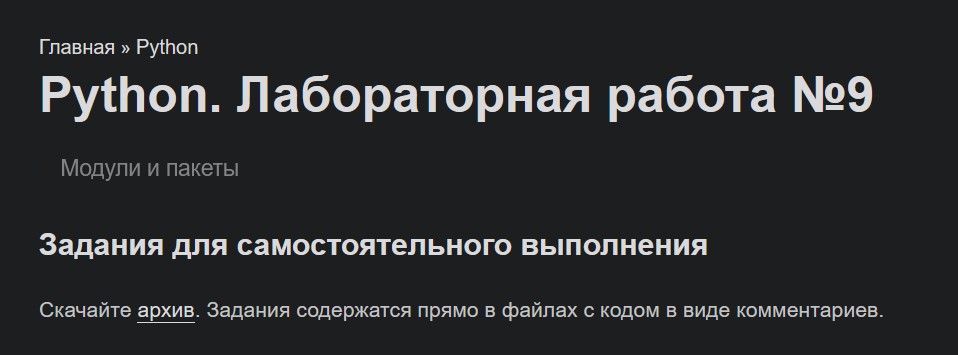 Главная » Python
Python. Лабораторная работа №9
Модули и пакеты
Задания для самостоятельного выполнения
Скачайте архив. Задания содержатся прямо в файлах с кодом в виде комментариев.